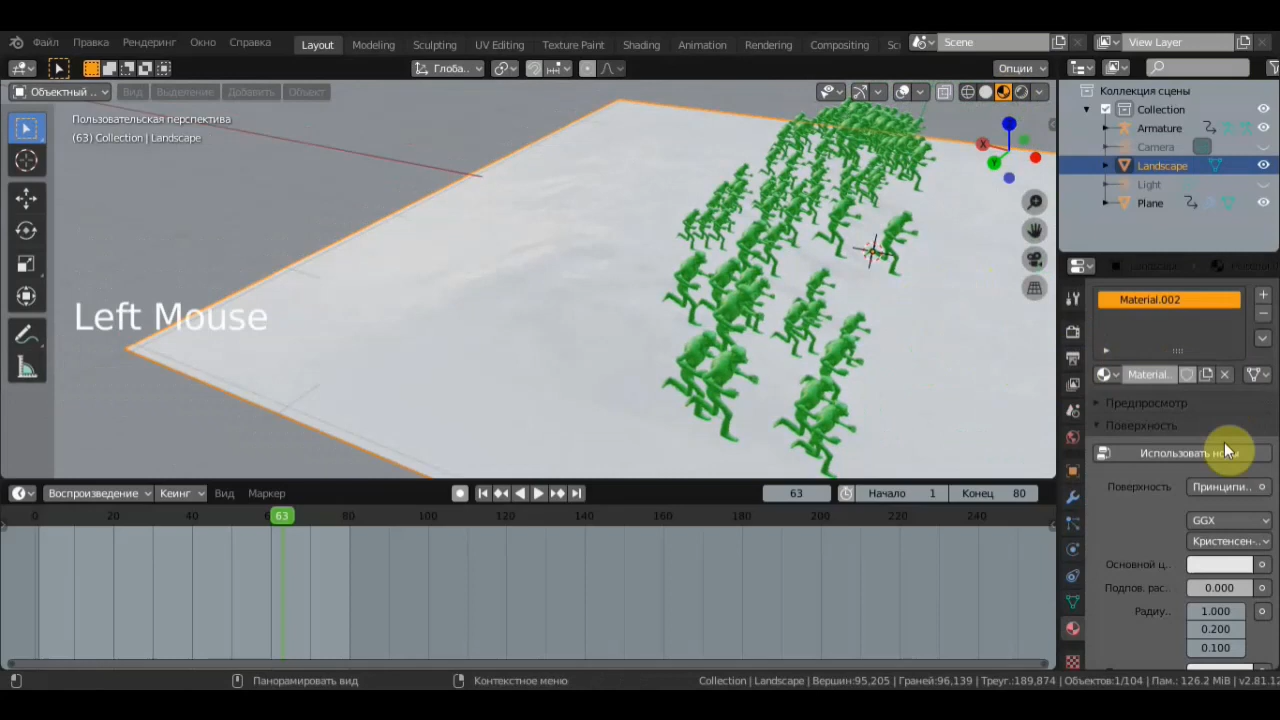 Файл Правка Рендеринг Окно Справка Layout Modeling Sculpting UV Editing Texture Paint Shading Animation Rendering Compositing Sc Scene View Layer
Глоба.. Опции
Объектный .. Вид Выделение Добавить Объект
Коллекция сцены
Collection
Armature
Camera
Landscape
Light
Plane
Пользовательская перспектива
(63) Collection | Landscape
X
Left Mouse
Material.002
Material..
Предпросмотр
Поверхность
Использовать
Поверхность Принципи..
GGX
Кристенсен-..
Основной ц..
Подпов. рас.. 0.000
Радиу.. 1.000
0.200
0.100
Воспроизведение Кеинг Вид Маркер 63 Начало 1 Конец 80
0 20 40 63 80 100 120 140 160 180 200 220 240
Панорамировать вид Контекстное меню Collection | Landscape | Вершин:95,205 | Граней:96,139 | Треуг.:189,874 | Объектов:1/104 | Пам.: 126.2 MiB | v2.81.12